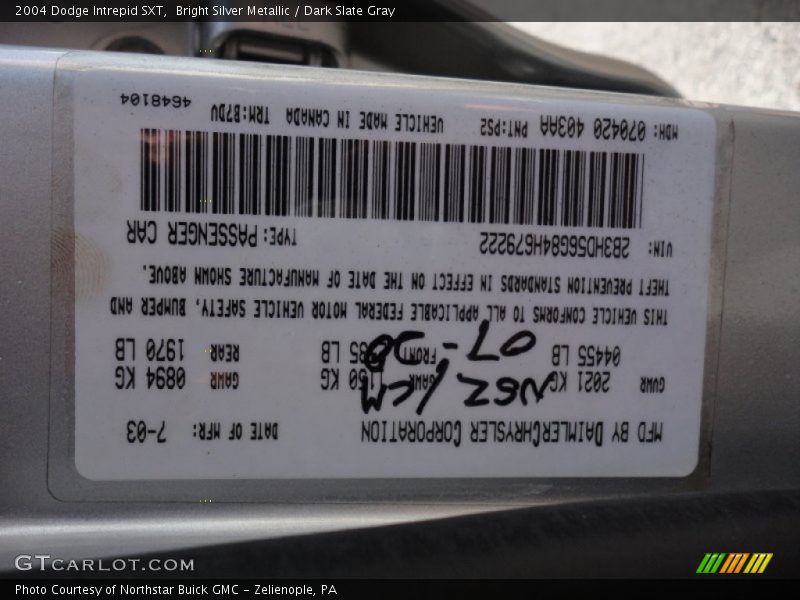 2004 Dodge Intrepid SXT, Bright Silver Metallic / Dark Slate Gray
MFD BY DAIMLERCHRYSLER CORPORATION DATE OF MFR: 7-03
GVWR 2021 KG GAWR KG GAWR 0894 KG
04455 LB FRONT LB REAR 1970 LB
07-20
THIS VEHICLE CONFORMS TO ALL APPLICABLE FEDERAL MOTOR VEHICLE SAFETY, BUMPER AND
THEFT PREVENTION STANDARDS IN EFFECT ON THE DATE OF MANUFACTURE SHOWN ABOVE.
VIN: 2B3HD56G84H679222 TYPE: PASSENGER CAR
MDH: 070420 403AA PNT:PS2 VEHICLE MADE IN CANADA TRM:B7DV
4648104
GTCARLOT.COM
Photo Courtesy of Northstar Buick GMC - Zelienople, PA